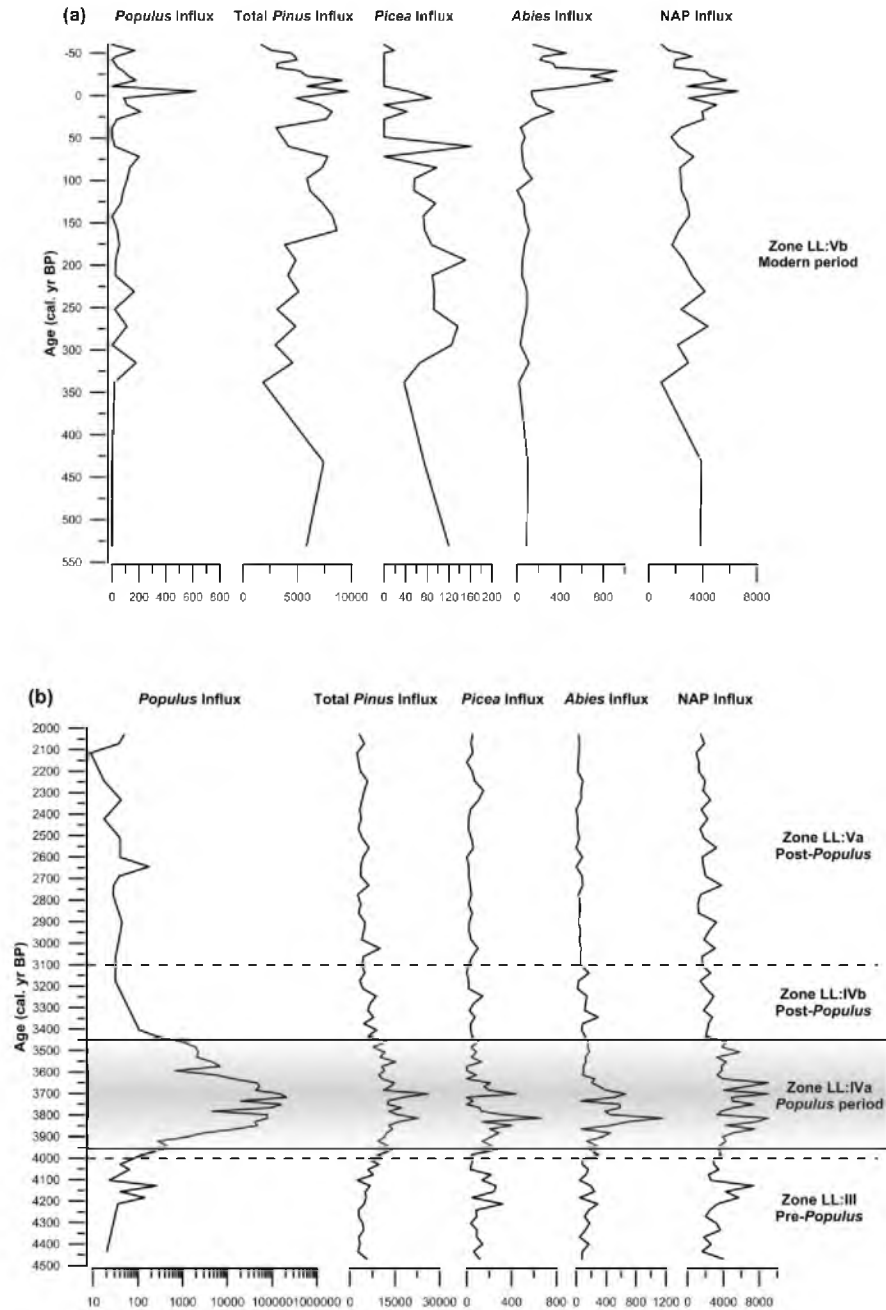 (a)
Populus Influx Total Pinus Influx Picea Influx Abies Influx NAP Influx
-50
0
50
100
150
200
250
300
350
400
450
500
550
Age (cal. yr BP)
Zone LL:Vb
Modern period
0 200 400 600 800 0 5000 10000 0 40 80 120 160 200 0 400 800 0 4000 8000
(b)
Populus Influx Total Pinus Influx Picea Influx Abies Influx NAP Influx
2000
2100
2200
2300
2400
2500
2600
2700
2800
2900
3000
3100
3200
3300
3400
3500
3600
3700
3800
3900
4000
4100
4200
4300
4400
4500
Age (cal. yr BP)
Zone LL:Va
Post-Populus
Zone LL:IVb
Post-Populus
Zone LL:IVa
Populus period
Zone LL:III
Pre-Populus
10 100 1000 10000 100000 1000000 0 15000 30000 0 400 800 0 400 800 1200 0 4000 8000